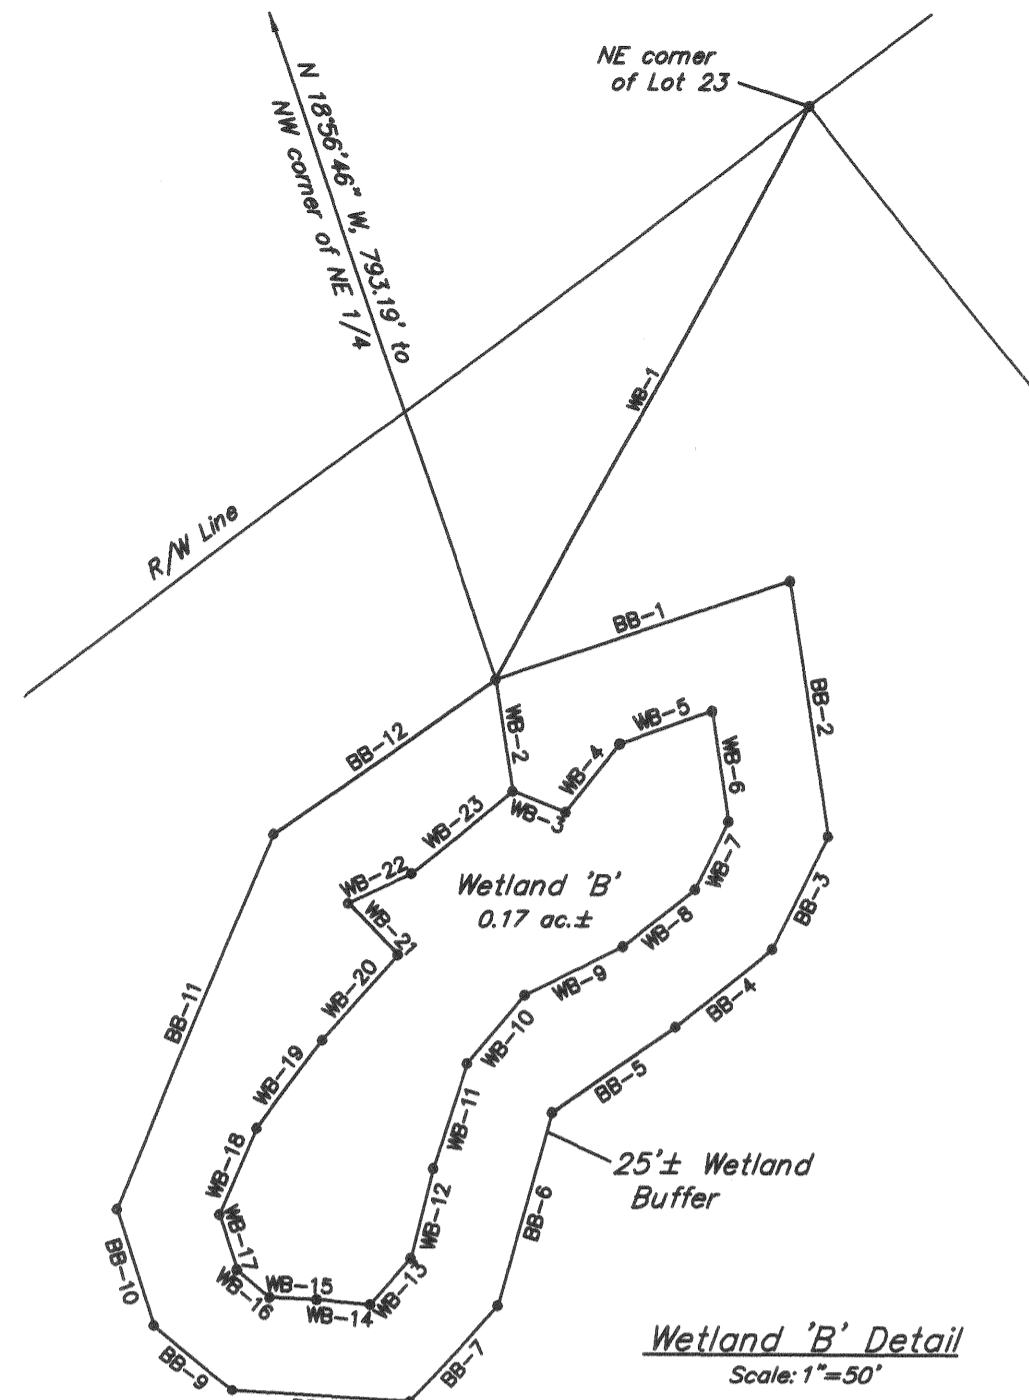 NE corner
of Lot 23
N 18°56'46" W, 793.19' to
NW corner of NE 1/4
WB-1
R/W Line
BB-1
BB-2
BB-12
WB-2
WB-5
WB-4
WB-6
WB-3
WB-23
WB-7
WB-22
Wetland 'B'
0.17 ac.±
BB-3
WB-21
WB-8
WB-20
WB-9
BB-11
BB-4
WB-10
WB-19
BB-5
WB-11
WB-18
25'± Wetland
Buffer
WB-12
BB-6
WB-17
BB-10
WB-16
WB-15
WB-14
WB-13
BB-9
BB-7
Wetland 'B' Detail
Scale: 1"=50'